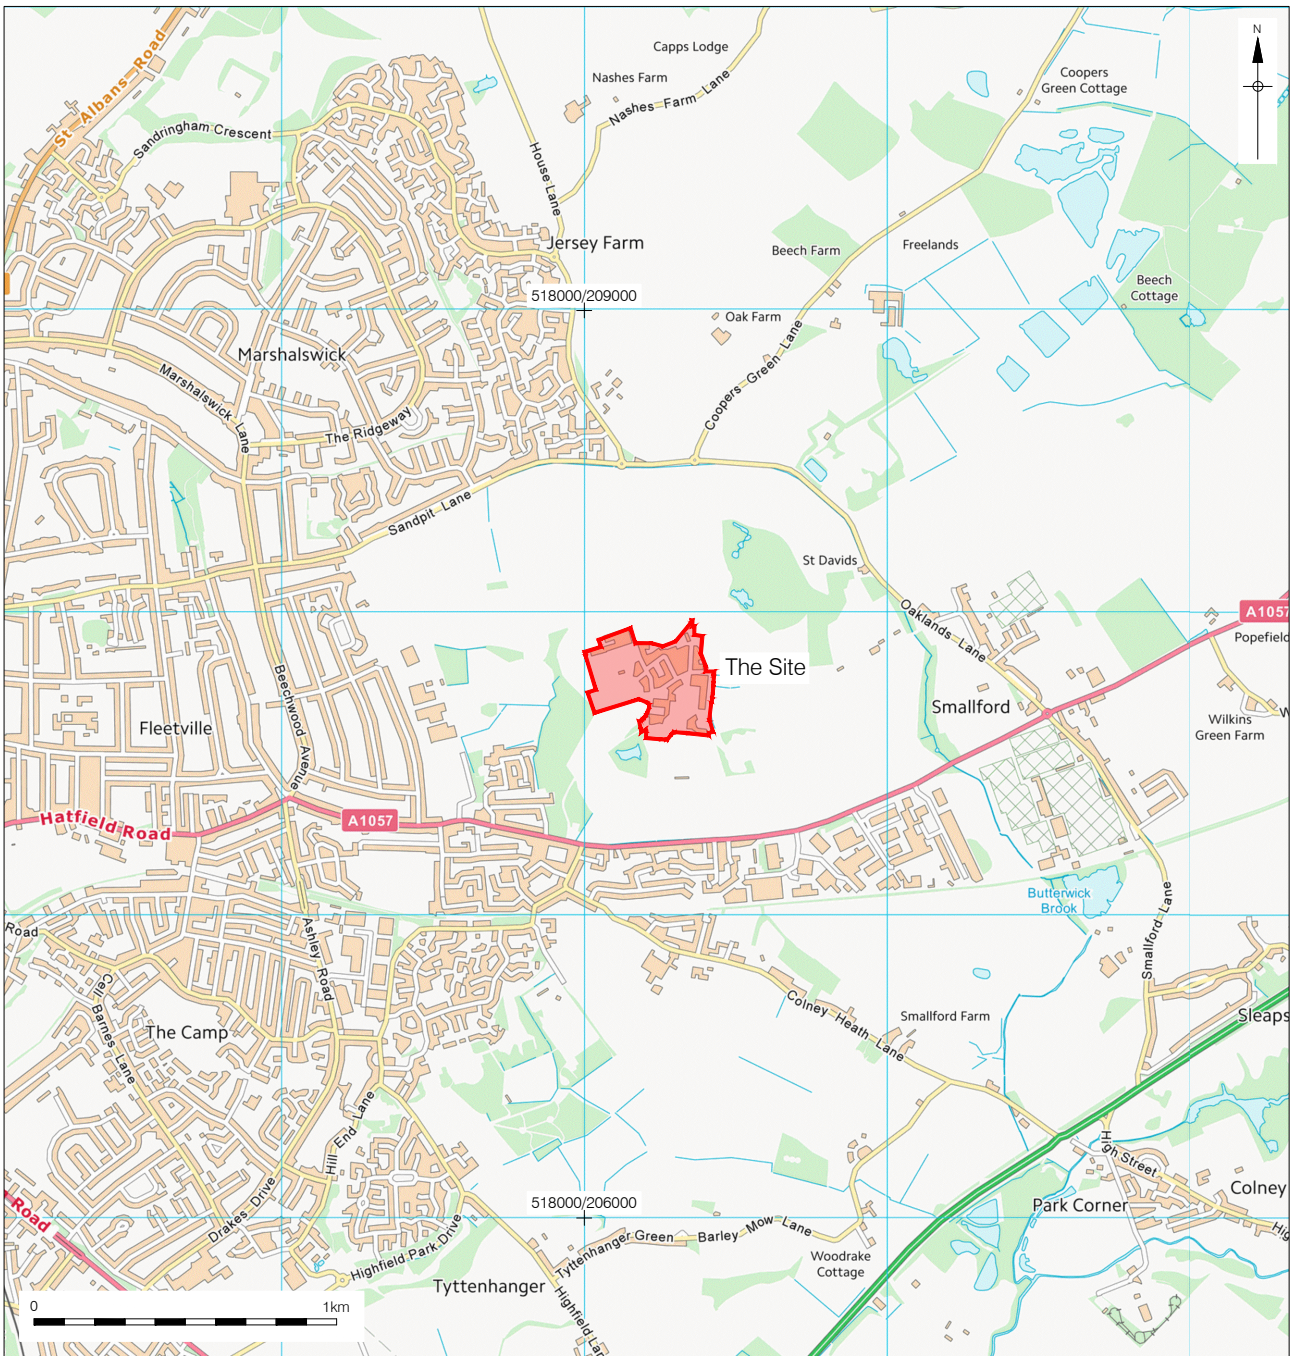 Capps Lodge
Nashes Farm
Nashes Farm Lane
Coopers
Green Cottage
N
St Albans Road
Sandringham Crescent
House Lane
Jersey Farm
Beech Farm
Freelands
Beech
Cottage
518000/209000
Oak Farm
Coopers Green Lane
Marshalswick
Marshalswick Lane
The Ridgeway
Sandpit Lane
St Davids
Oaklands Lane
A1057
Popefield
The Site
Beechwood Avenue
Smallford
Wilkins
Green Farm
W
Fleetville
Hatfield Road
A1057
Butterwick
Brook
Smallford Lane
Road
Ashley Road
Cell Barnes Lane
The Camp
Colney Heath Lane
Smallford Farm
Sleaps
Hill End Lane
High Street
Park Corner
Colney
Hig
Road
Drakes Drive
518000/206000
Tyttenhanger Green
Barley Mow Lane
Woodrake
Cottage
Highfield Park Drive
Tyttenhanger
Highfield Lan
0
1km